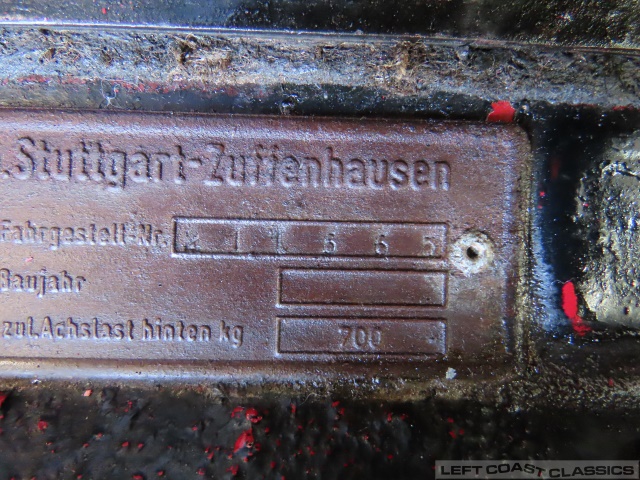 .Stuttgart-Zuffenhausen
Fahrgestell-Nr.
Baujahr
zul.Achslast hinten kg 700
LEFT COAST CLASSICS